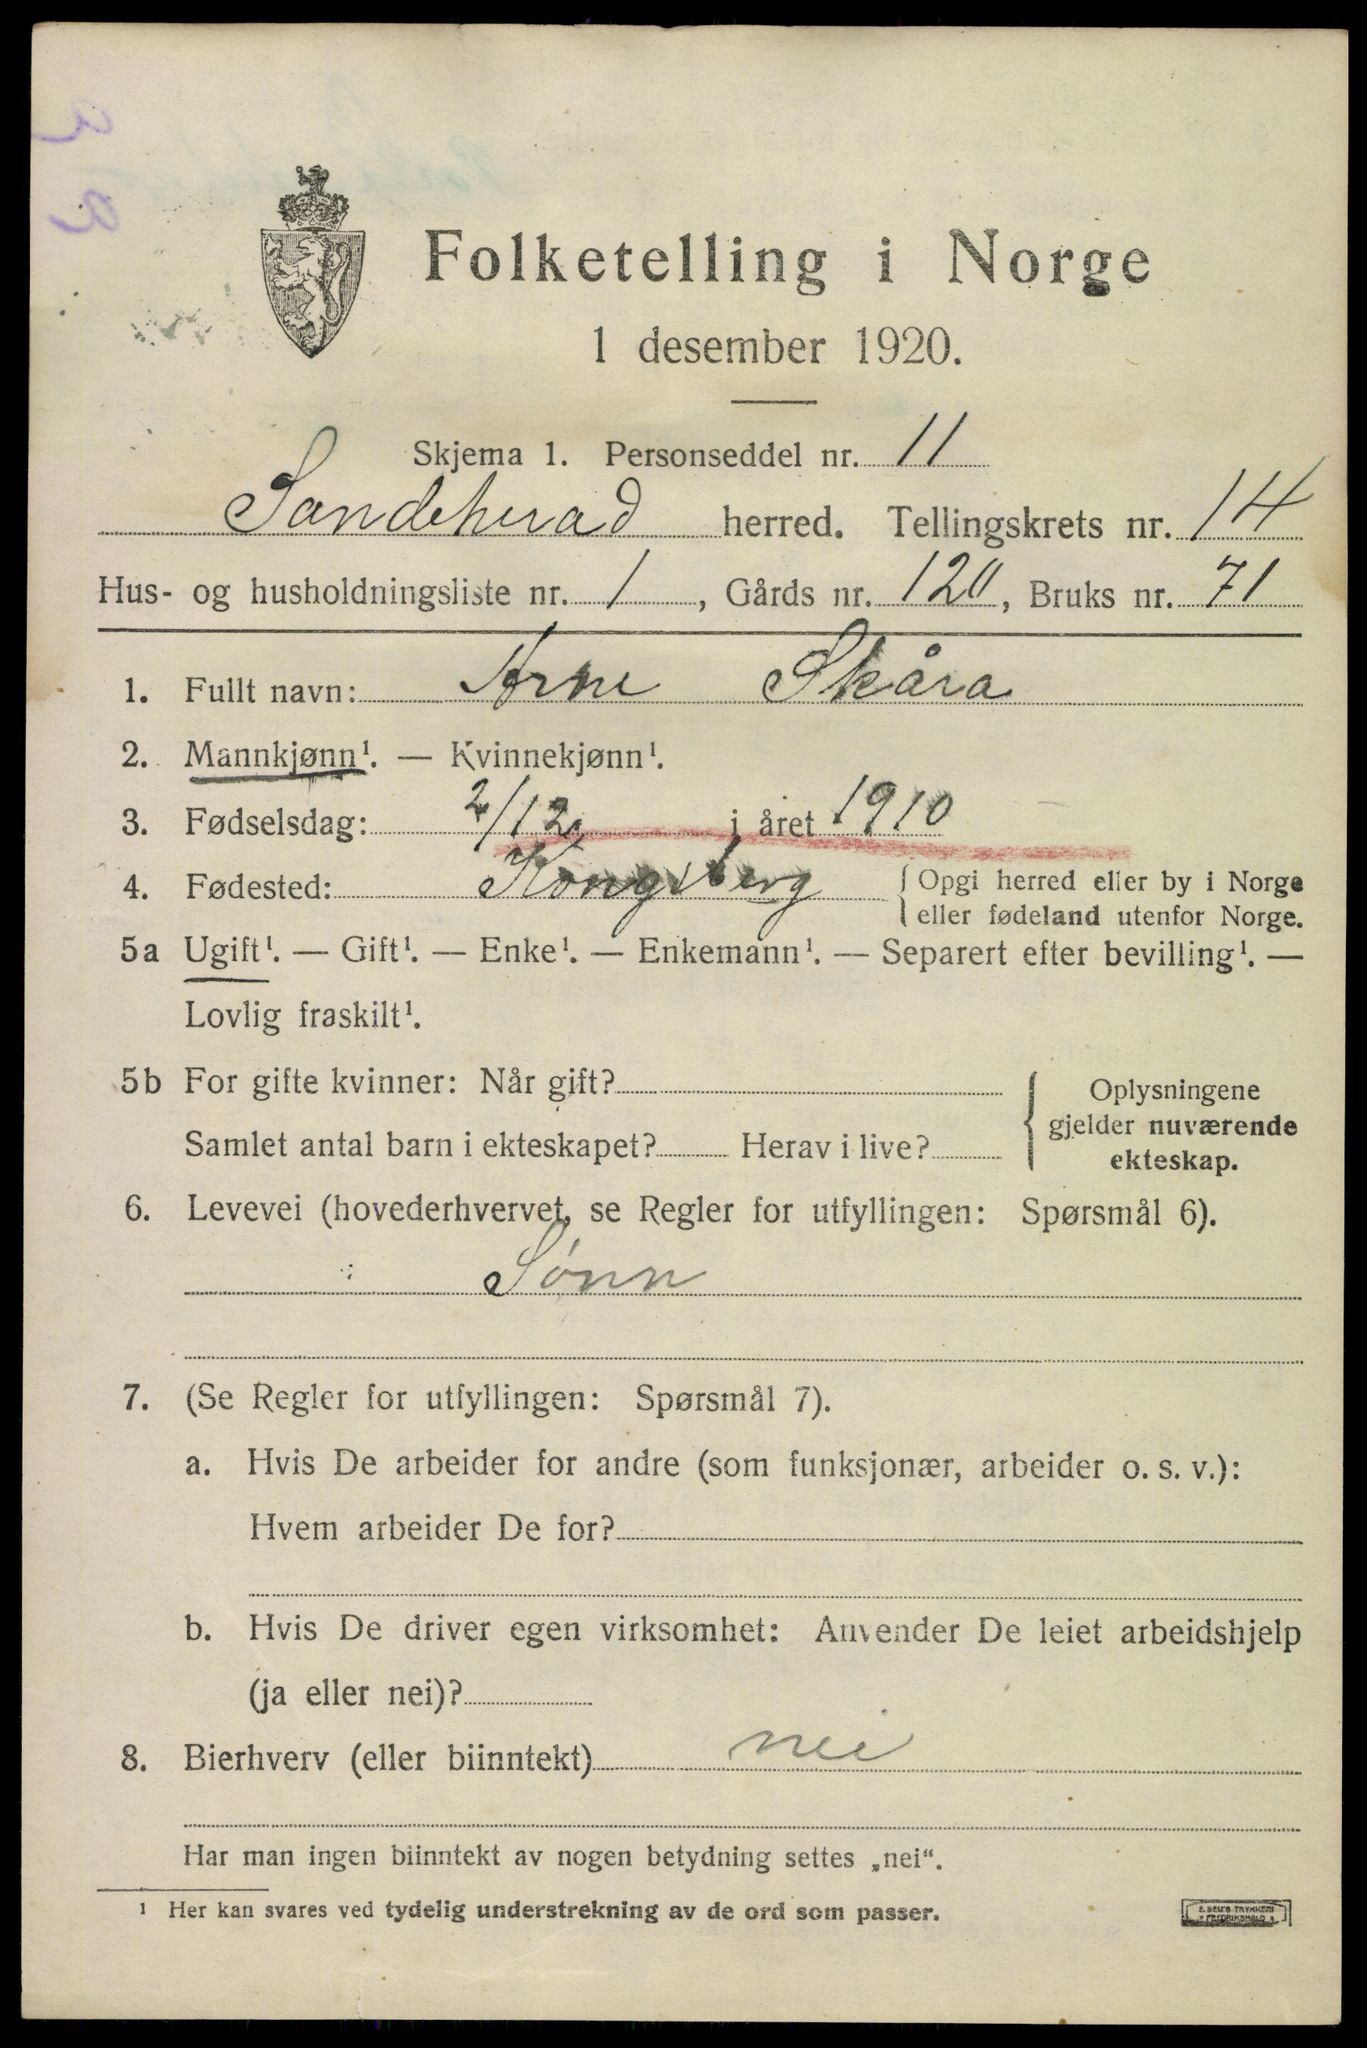 Folketelling i Norge
1 desember 1920.
Skjema 1. Personseddel nr. 11
Sandeherad herred. Tellingskrets nr. 14
Hus- og husholdningsliste nr. 1, Gårds nr. 120, Bruks nr. 71
1. Fullt navn: Arne Skåra
2. Mannkjønn¹. — Kvinnekjønn¹.
3. Fødselsdag: 2/12 i året 1910
4. Fødested: Kongsberg { Opgi herred eller by i Norge
eller fødeland utenfor Norge.
5a Ugift¹. — Gift¹. — Enke¹. — Enkemann¹. — Separert efter bevilling¹. —
Lovlig fraskilt¹.
5b For gifte kvinner: Når gift?
Samlet antal barn i ekteskapet? Herav i live?
{ Oplysningene
gjelder nuværende
ekteskap.
6. Levevei (hovederhvervet, se Regler for utfyllingen: Spørsmål 6).
Sønn
7. (Se Regler for utfyllingen: Spørsmål 7).
a. Hvis De arbeider for andre (som funksjonær, arbeider o. s. v.):
Hvem arbeider De for?
b. Hvis De driver egen virksomhet: Anvender De leiet arbeidshjelp
(ja eller nei)?
8. Bierhverv (eller biinntekt) nei
Har man ingen biinntekt av nogen betydning settes „nei“.
¹ Her kan svares ved tydelig understrekning av de ord som passer.
E. SEM'S TRYKKERI
FREDRIKSHALD